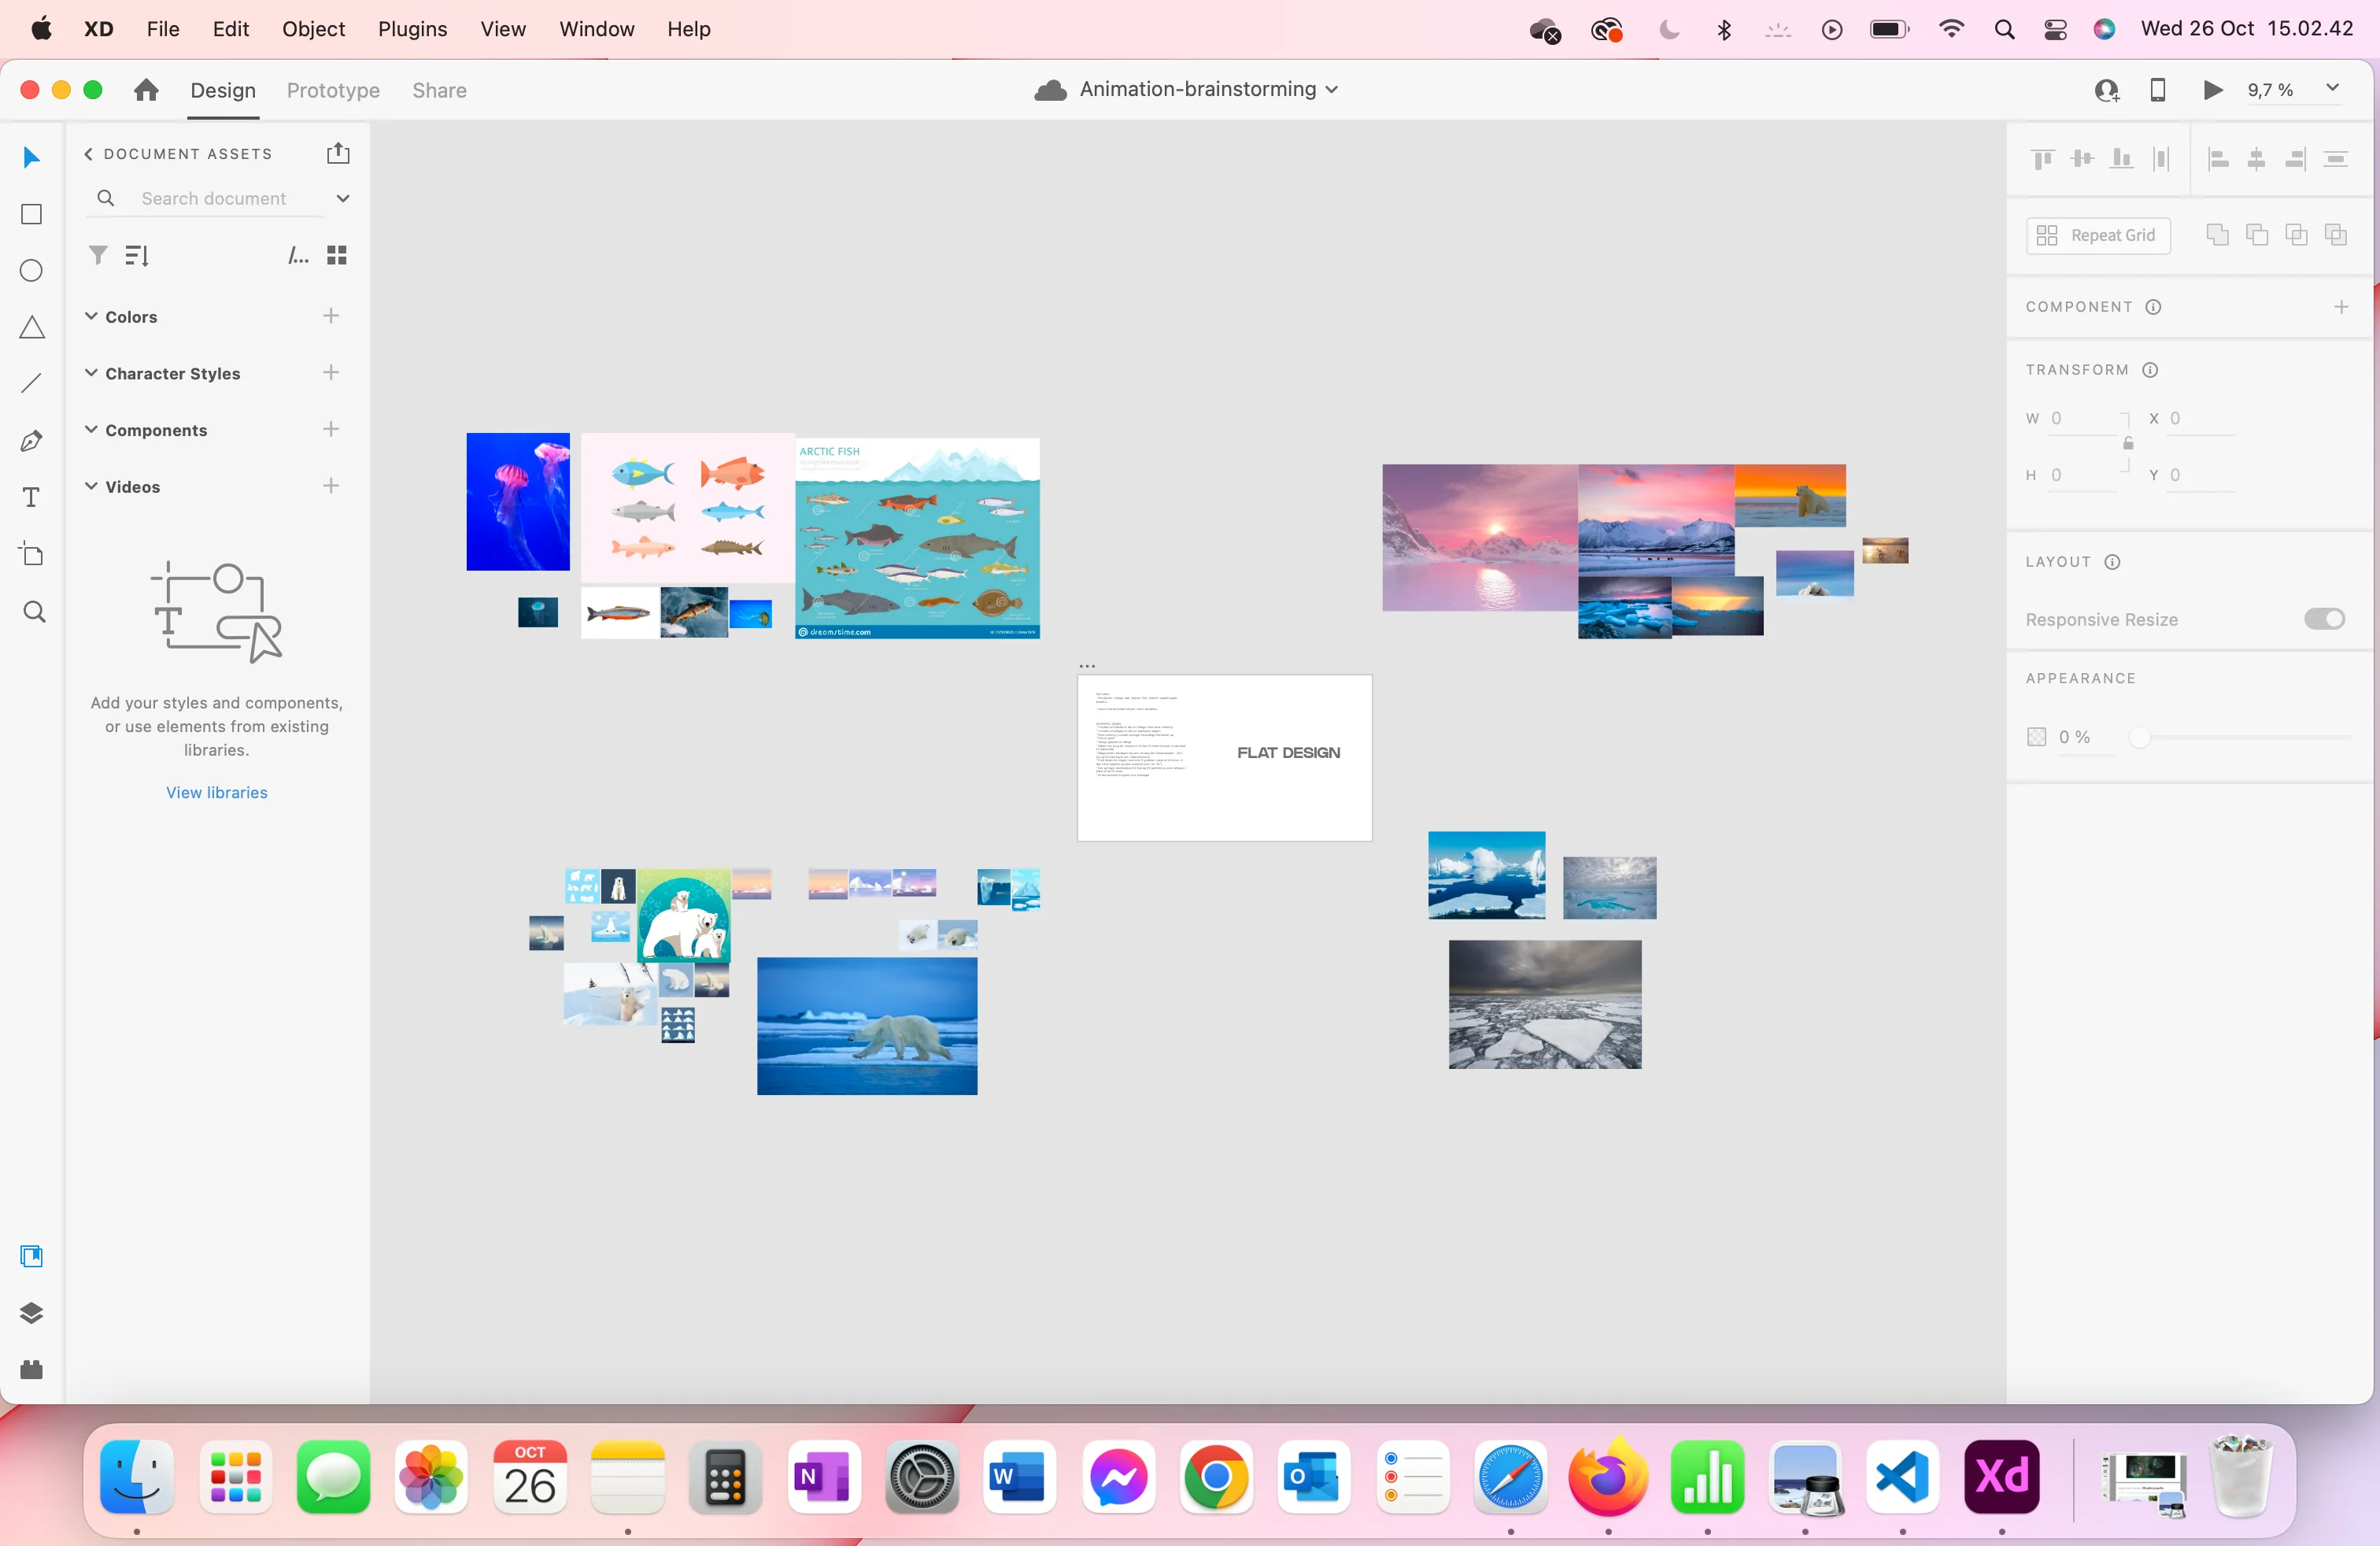 XD File Edit Object Plugins View Window Help
Wed 26 Oct 15.02.42
Design Prototype Share
Animation-brainstorming
9,7 %
DOCUMENT ASSETS
Search document
/...
Colors
Character Styles
Components
Videos
T
Add your styles and components,
or use elements from existing
libraries.
View libraries
ARCTIC FISH
dreamstime.com
...
FLAT DESIGN
Repeat Grid
COMPONENT
TRANSFORM
W 0 X 0
H 0 Y 0
LAYOUT
Responsive Resize
APPEARANCE
0 %
OCT
26
N
W
O
Xd